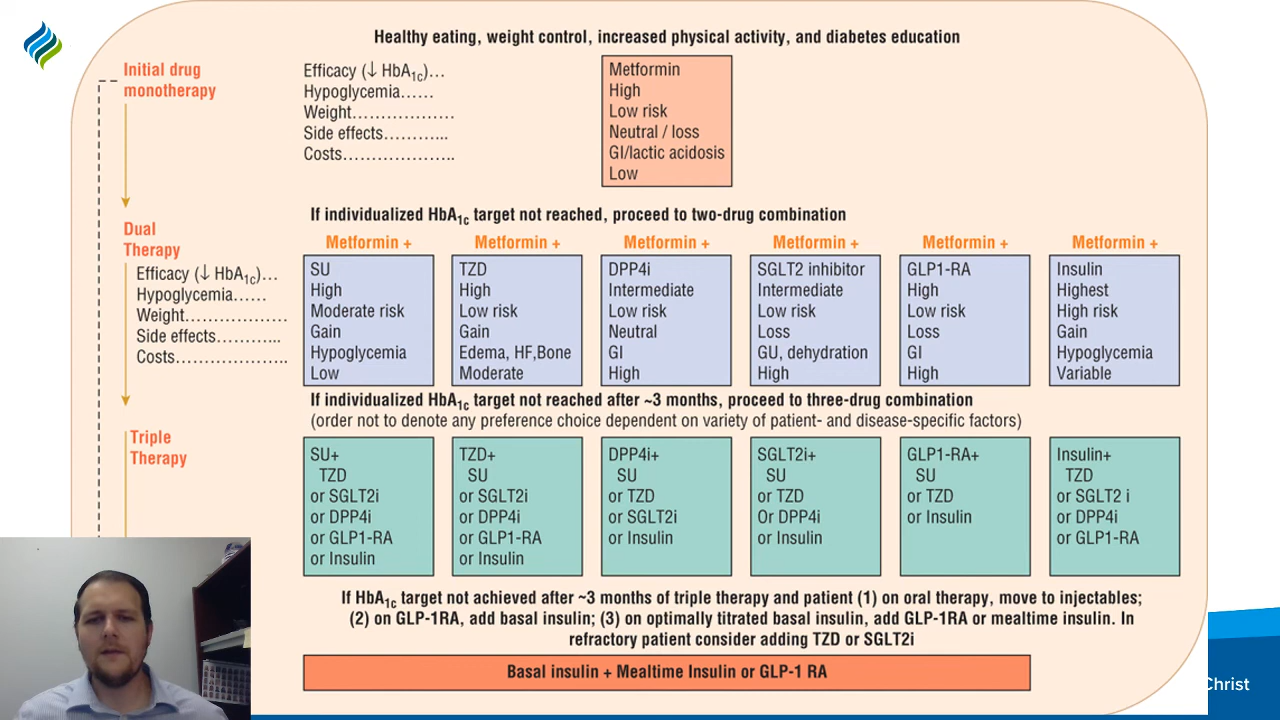 Healthy eating, weight control, increased physical activity, and diabetes education
Initial drug
monotherapy
Efficacy (↓ HbA1c)…
Hypoglycemia……
Weight………………
Side effects………...
Costs………………..
Metformin
High
Low risk
Neutral / loss
GI/lactic acidosis
Low
If individualized HbA1c target not reached, proceed to two-drug combination
Dual
Therapy
Efficacy (↓ HbA1c)…
Hypoglycemia……
Weight………………
Side effects………...
Costs………………..
Metformin +
SU
High
Moderate risk
Gain
Hypoglycemia
Low
Metformin +
TZD
High
Low risk
Gain
Edema, HF,Bone
Moderate
Metformin +
DPP4i
Intermediate
Low risk
Neutral
GI
High
Metformin +
SGLT2 inhibitor
Intermediate
Low risk
Loss
GU, dehydration
High
Metformin +
GLP1-RA
High
Low risk
Loss
GI
High
Metformin +
Insulin
Highest
High risk
Gain
Hypoglycemia
Variable
If individualized HbA1c target not reached after ~3 months, proceed to three-drug combination
(order not to denote any preference choice dependent on variety of patient- and disease-specific factors)
Triple
Therapy
SU+
TZD
or SGLT2i
or DPP4i
or GLP1-RA
or Insulin
TZD+
SU
or SGLT2i
or DPP4i
or GLP1-RA
or Insulin
DPP4i+
SU
or TZD
or SGLT2i
or Insulin
SGLT2i+
SU
or TZD
Or DPP4i
or Insulin
GLP1-RA+
SU
or TZD
or Insulin
Insulin+
TZD
or SGLT2 i
or DPP4i
or GLP1-RA
If HbA1c target not achieved after ~3 months of triple therapy and patient (1) on oral therapy, move to injectables;
(2) on GLP-1RA, add basal insulin; (3) on optimally titrated basal insulin, add GLP-1RA or mealtime insulin. In
refractory patient consider adding TZD or SGLT2i
Basal insulin + Mealtime Insulin or GLP-1 RA
Christ